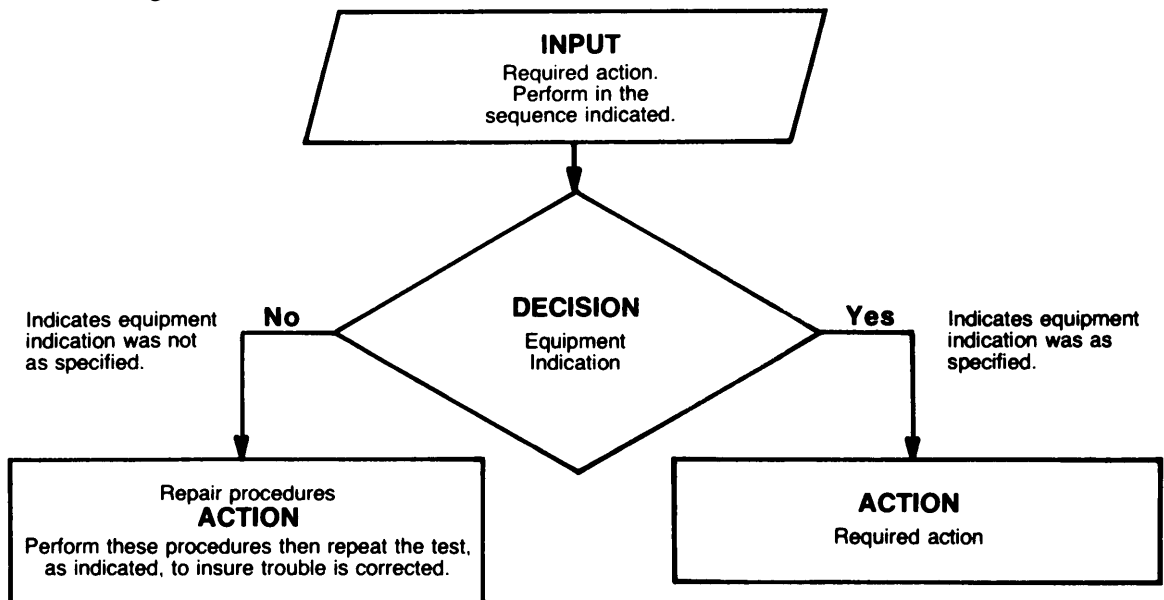 INPUT
Required action.
Perform in the
sequence indicated.
No
DECISION
Yes
Indicates equipment
indication was not
as specified.
Equipment
Indication
Indicates equipment
indication was as
specified.
Repair procedures
ACTION
Perform these procedures then repeat the test,
as indicated, to insure trouble is corrected.
ACTION
Required action